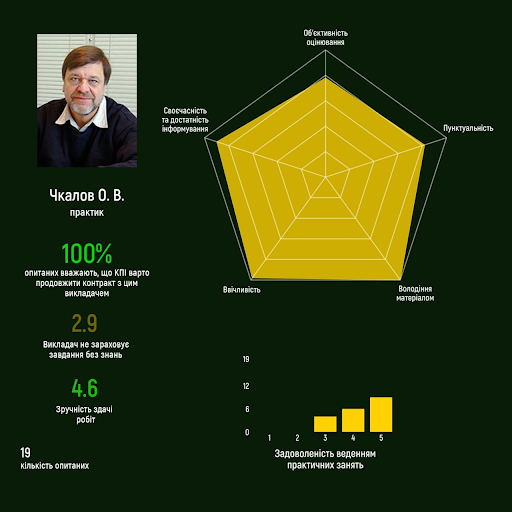 Об'єктивність
оцінювання
Своєчасність
та достатність
інформування
Пунктуальність
Чкалов О. В.
практик
100%
опитаних вважають, що КПІ варто
продовжити контракт з цим
викладачем
Ввічливість
Володіння
матеріалом
2.9
Викладач не зараховує
завдання без знань
4.6
Зручність здачі
робіт
19
кількість опитаних
19
12
6
0
1 2 3 4 5
Задоволеність веденням
практичних занять